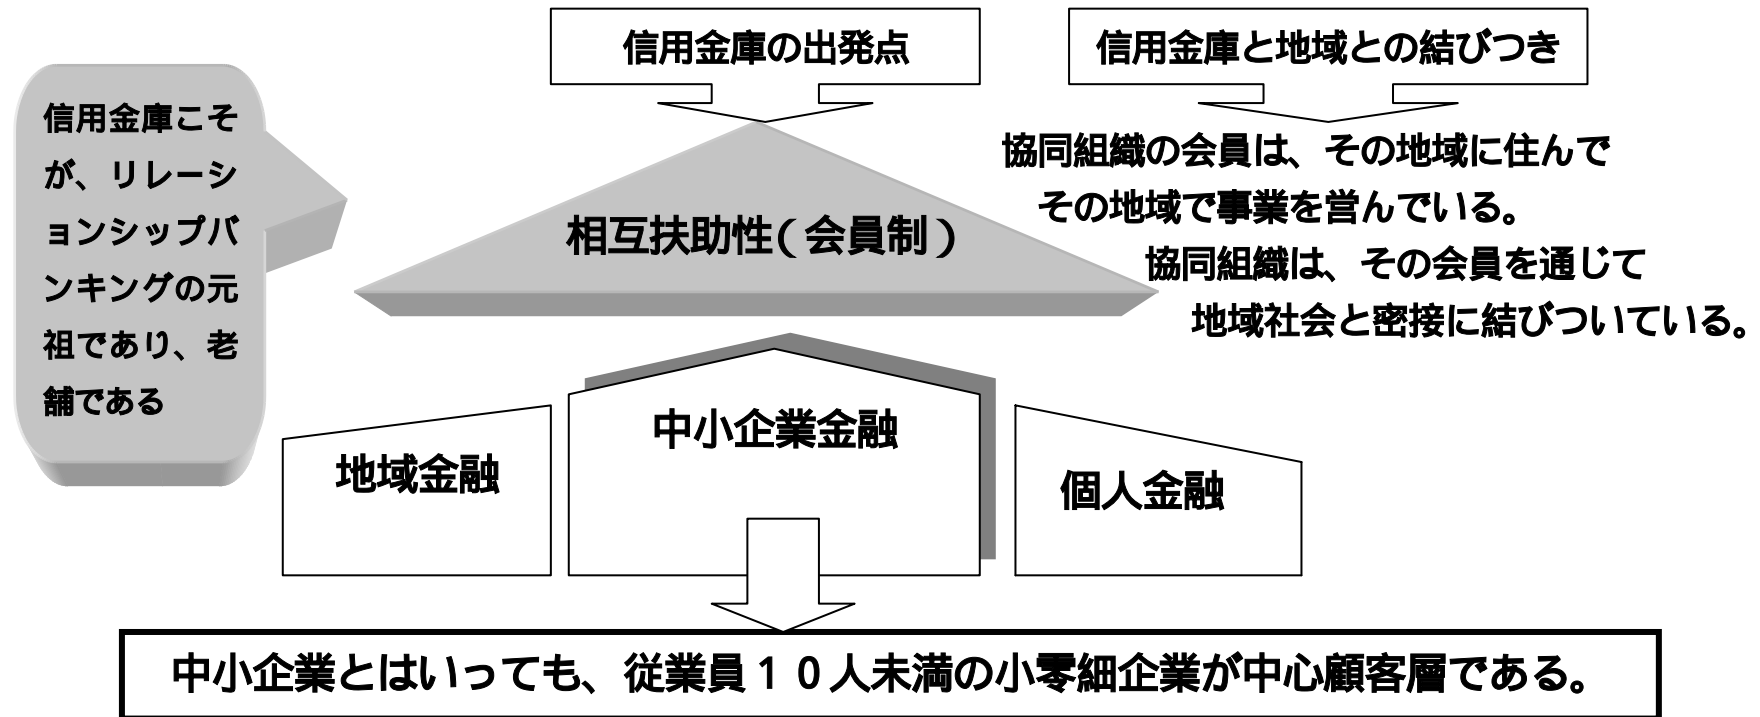 信用金庫の出発点
信用金庫と地域との結びつき
信用金庫こそ
が、リレーシ
ョンシップバ
ンキングの元
祖であり、老
舗である
協同組織の会員は、その地域に住んで
その地域で事業を営んでいる。
協同組織は、その会員を通じて
地域社会と密接に結びついている。
相互扶助性（会員制）
地域金融
中小企業金融
個人金融
中小企業とはいっても、従業員１０人未満の小零細企業が中心顧客層である。